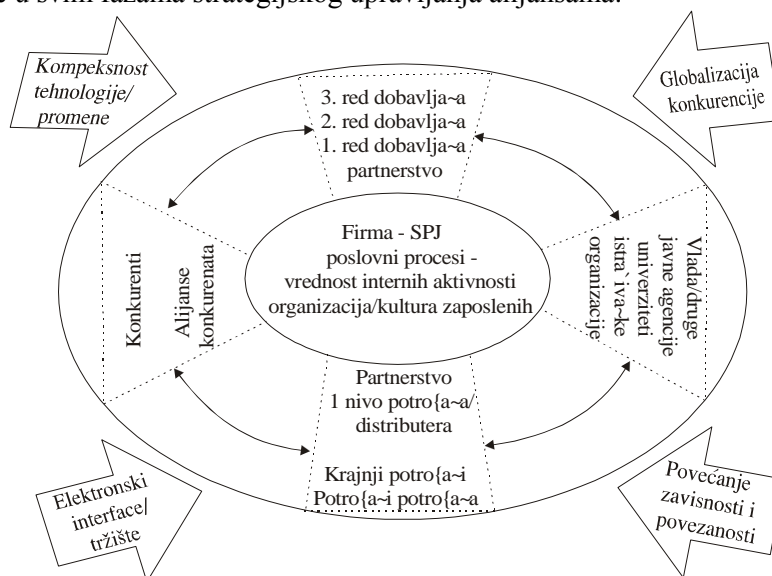 u svim fazama strategijskog upravljanja alijansama.
Kompeksnost
tehnologije/
promene
Globalizacija
konkurencije
3. red dobavlja~a
2. red dobavlja~a
1. red dobavlja~a
partnerstvo
Konkurenti
Alijanse
konkurenata
Firma - SPJ
poslovni procesi -
vrednost internih aktivnosti
organizacija/kultura zaposlenih
Vlada/druge
javne agencije
univerziteti
istra`iva~ke
organizacije
Partnerstvo
1 nivo potro{a~a/
distributera
Krajnji potro{a~i
Potro{a~i potro{a~a
Elektronski
interface/
tržište
Povećanje
zavisnosti i
povezanosti